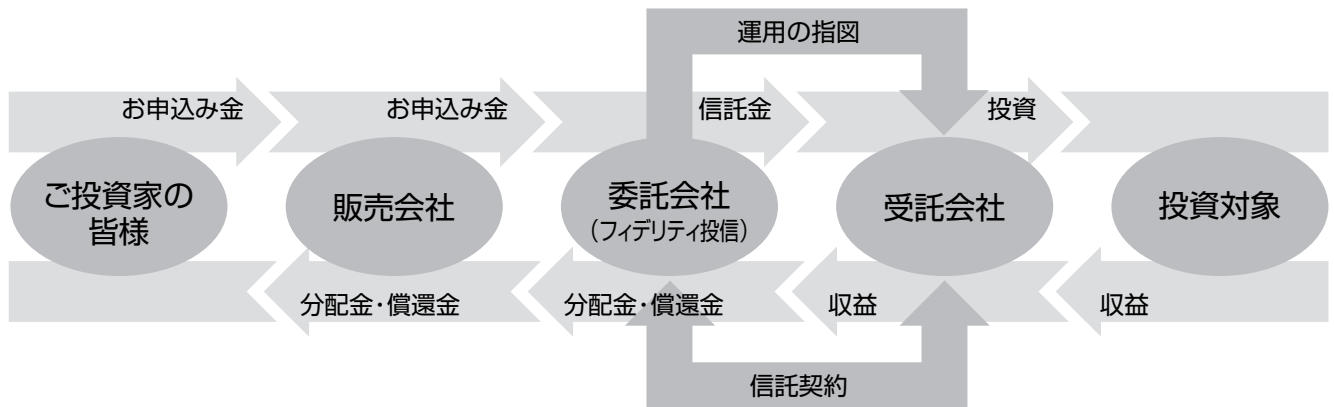 運用の指図
お申込み金
お申込み金
信託金
投資
ご投資家の
皆様
販売会社
委託会社
（フィデリティ投信）
受託会社
投資対象
分配金・償還金
分配金・償還金
収益
収益
信託契約